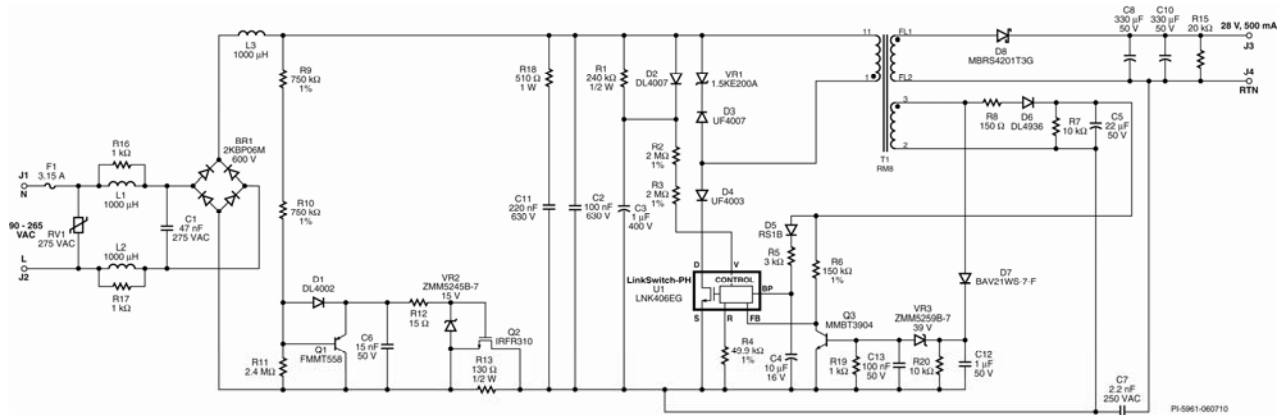 L3
1000 μH
R9
750 kΩ
1%
R18
510 Ω
1 W
R1
240 kΩ
1/2 W
D2
DL4007
VR1
1.5KE200A
D3
UF4007
11
1
FL1
FL2
D8
MBRS4201T3G
C8
330 μF
50 V
C10
330 μF
50 V
R15
20 kΩ
28 V, 500 mA
J3
J4
RTN
3
2
T1
RM8
R8
150 Ω
D6
DL4936
R7
10 kΩ
C5
22 μF
50 V
BR1
2KBP06M
600 V
R16
1 kΩ
F1
3.15 A
J1
N
L1
1000 μH
90 - 265
VAC
RV1
275 VAC
C1
47 nF
275 VAC
L2
1000 μH
L
J2
R17
1 kΩ
R10
750 kΩ
1%
C11
220 nF
630 V
C2
100 nF
630 V
C3
1 μF
400 V
R2
2 MΩ
1%
R3
2 MΩ
1%
D4
UF4003
D5
RS1B
R5
3 kΩ
R6
150 kΩ
1%
D7
BAV21WS-7-F
LinkSwitch-PH
U1
LNK406EG
D
V
CONTROL
BP
S
R
FB
D1
DL4002
Q1
FMMT558
R11
2.4 MΩ
C6
15 nF
50 V
R12
15 Ω
VR2
ZMM5245B-7
15 V
Q2
IRFR310
R13
130 Ω
1/2 W
R4
49.9 kΩ
1%
C4
10 μF
16 V
Q3
MMBT3904
R19
1 kΩ
C13
100 nF
50 V
VR3
ZMM5259B-7
39 V
R20
10 kΩ
C12
1 μF
50 V
C7
2.2 nF
250 VAC
PI-5961-060710